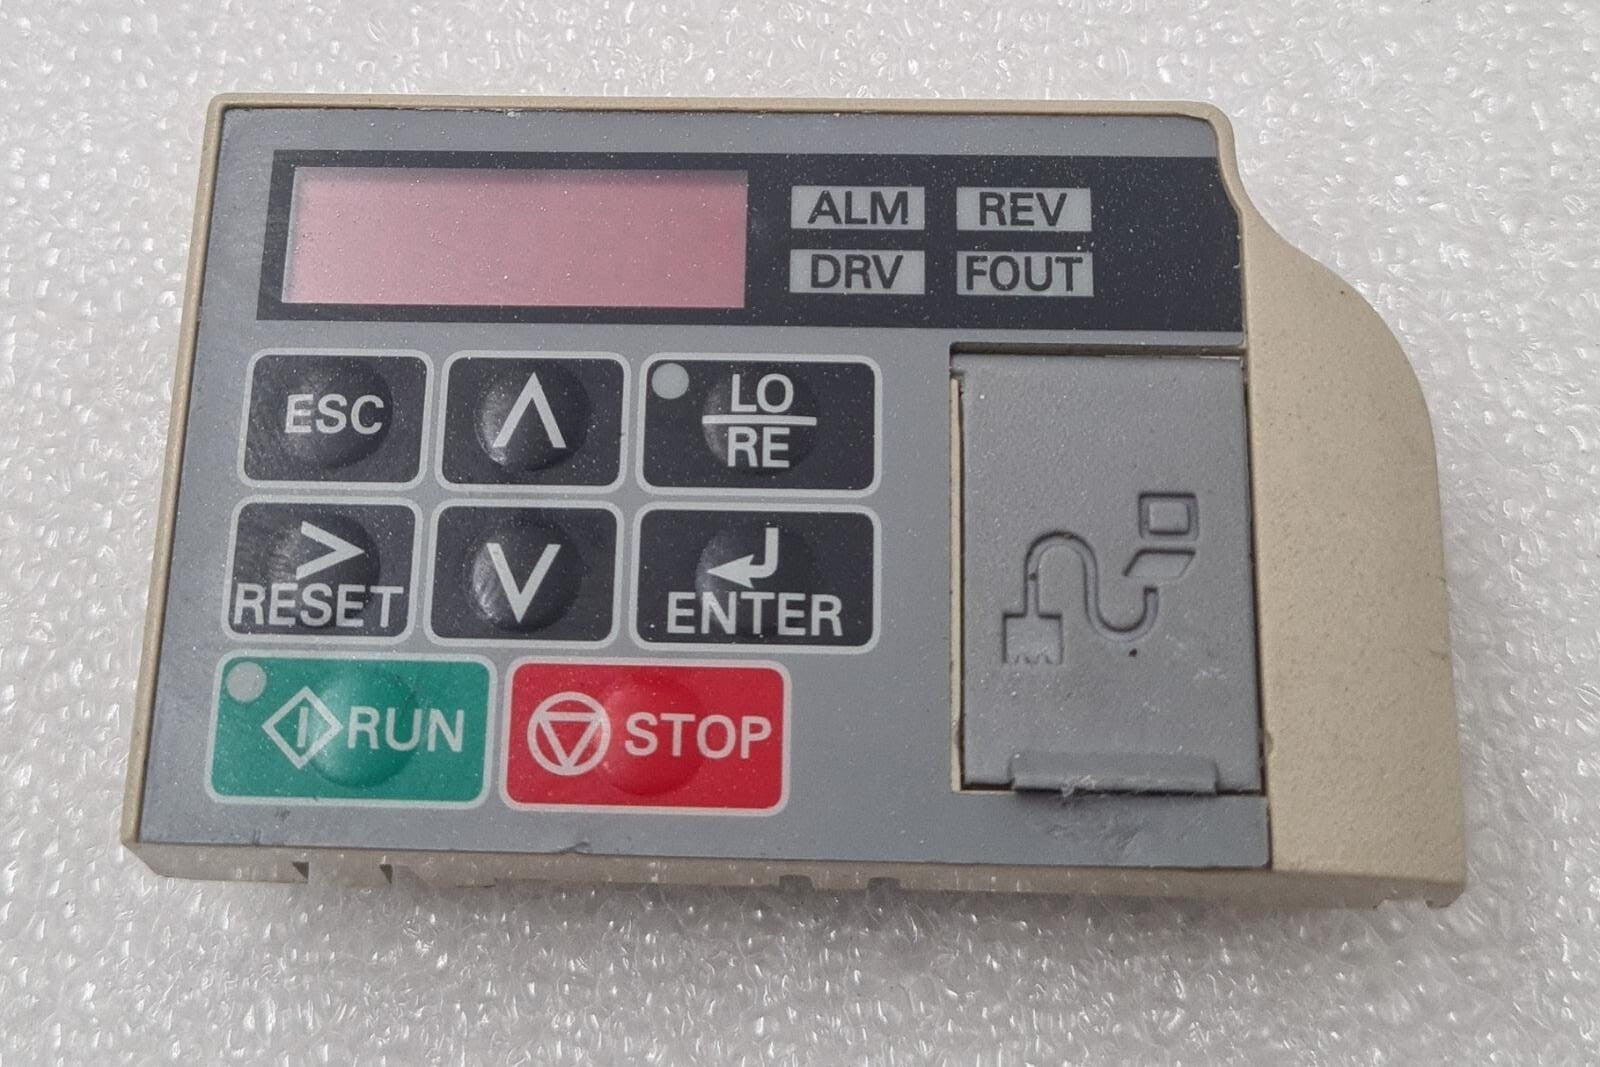 ALM REV
DRV FOUT
ESC
LO
RE
RESET
ENTER
RUN
STOP